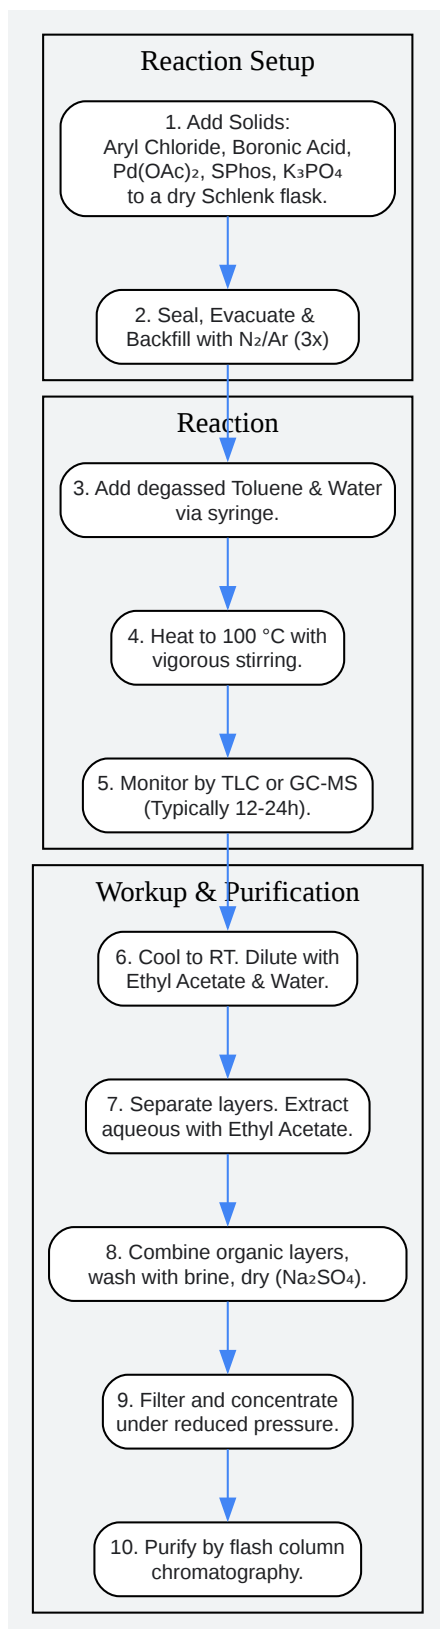 Reaction Setup
1. Add Solids:
Aryl Chloride, Boronic Acid,
Pd(OAc)₂, SPhos, K₃PO₄
to a dry Schlenk flask.
2. Seal, Evacuate &
Backfill with N₂/Ar (3x)
Reaction
3. Add degassed Toluene & Water
via syringe.
4. Heat to 100 °C with
vigorous stirring.
5. Monitor by TLC or GC-MS
(Typically 12-24h).
Workup & Purification
6. Cool to RT. Dilute with
Ethyl Acetate & Water.
7. Separate layers. Extract
aqueous with Ethyl Acetate.
8. Combine organic layers,
wash with brine, dry (Na₂SO₄).
9. Filter and concentrate
under reduced pressure.
10. Purify by flash column
chromatography.